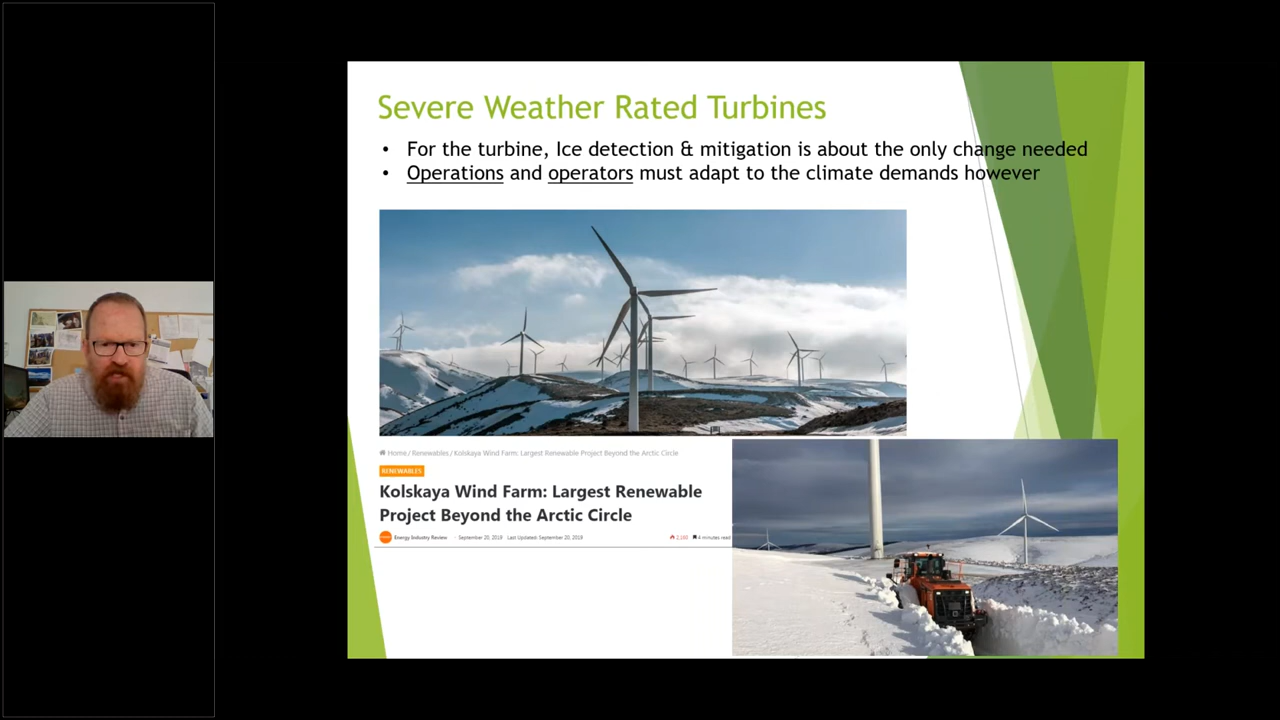 Severe Weather Rated Turbines
• For the turbine, Ice detection & mitigation is about the only change needed
• Operations and operators must adapt to the climate demands however
Home / Renewables / Kolskaya Wind Farm: Largest Renewable Project Beyond the Arctic Circle
RENEWABLES
Kolskaya Wind Farm: Largest Renewable
Project Beyond the Arctic Circle
Energy Industry Review · September 20, 2019 Last Updated: September 20, 2019 4 minutes read